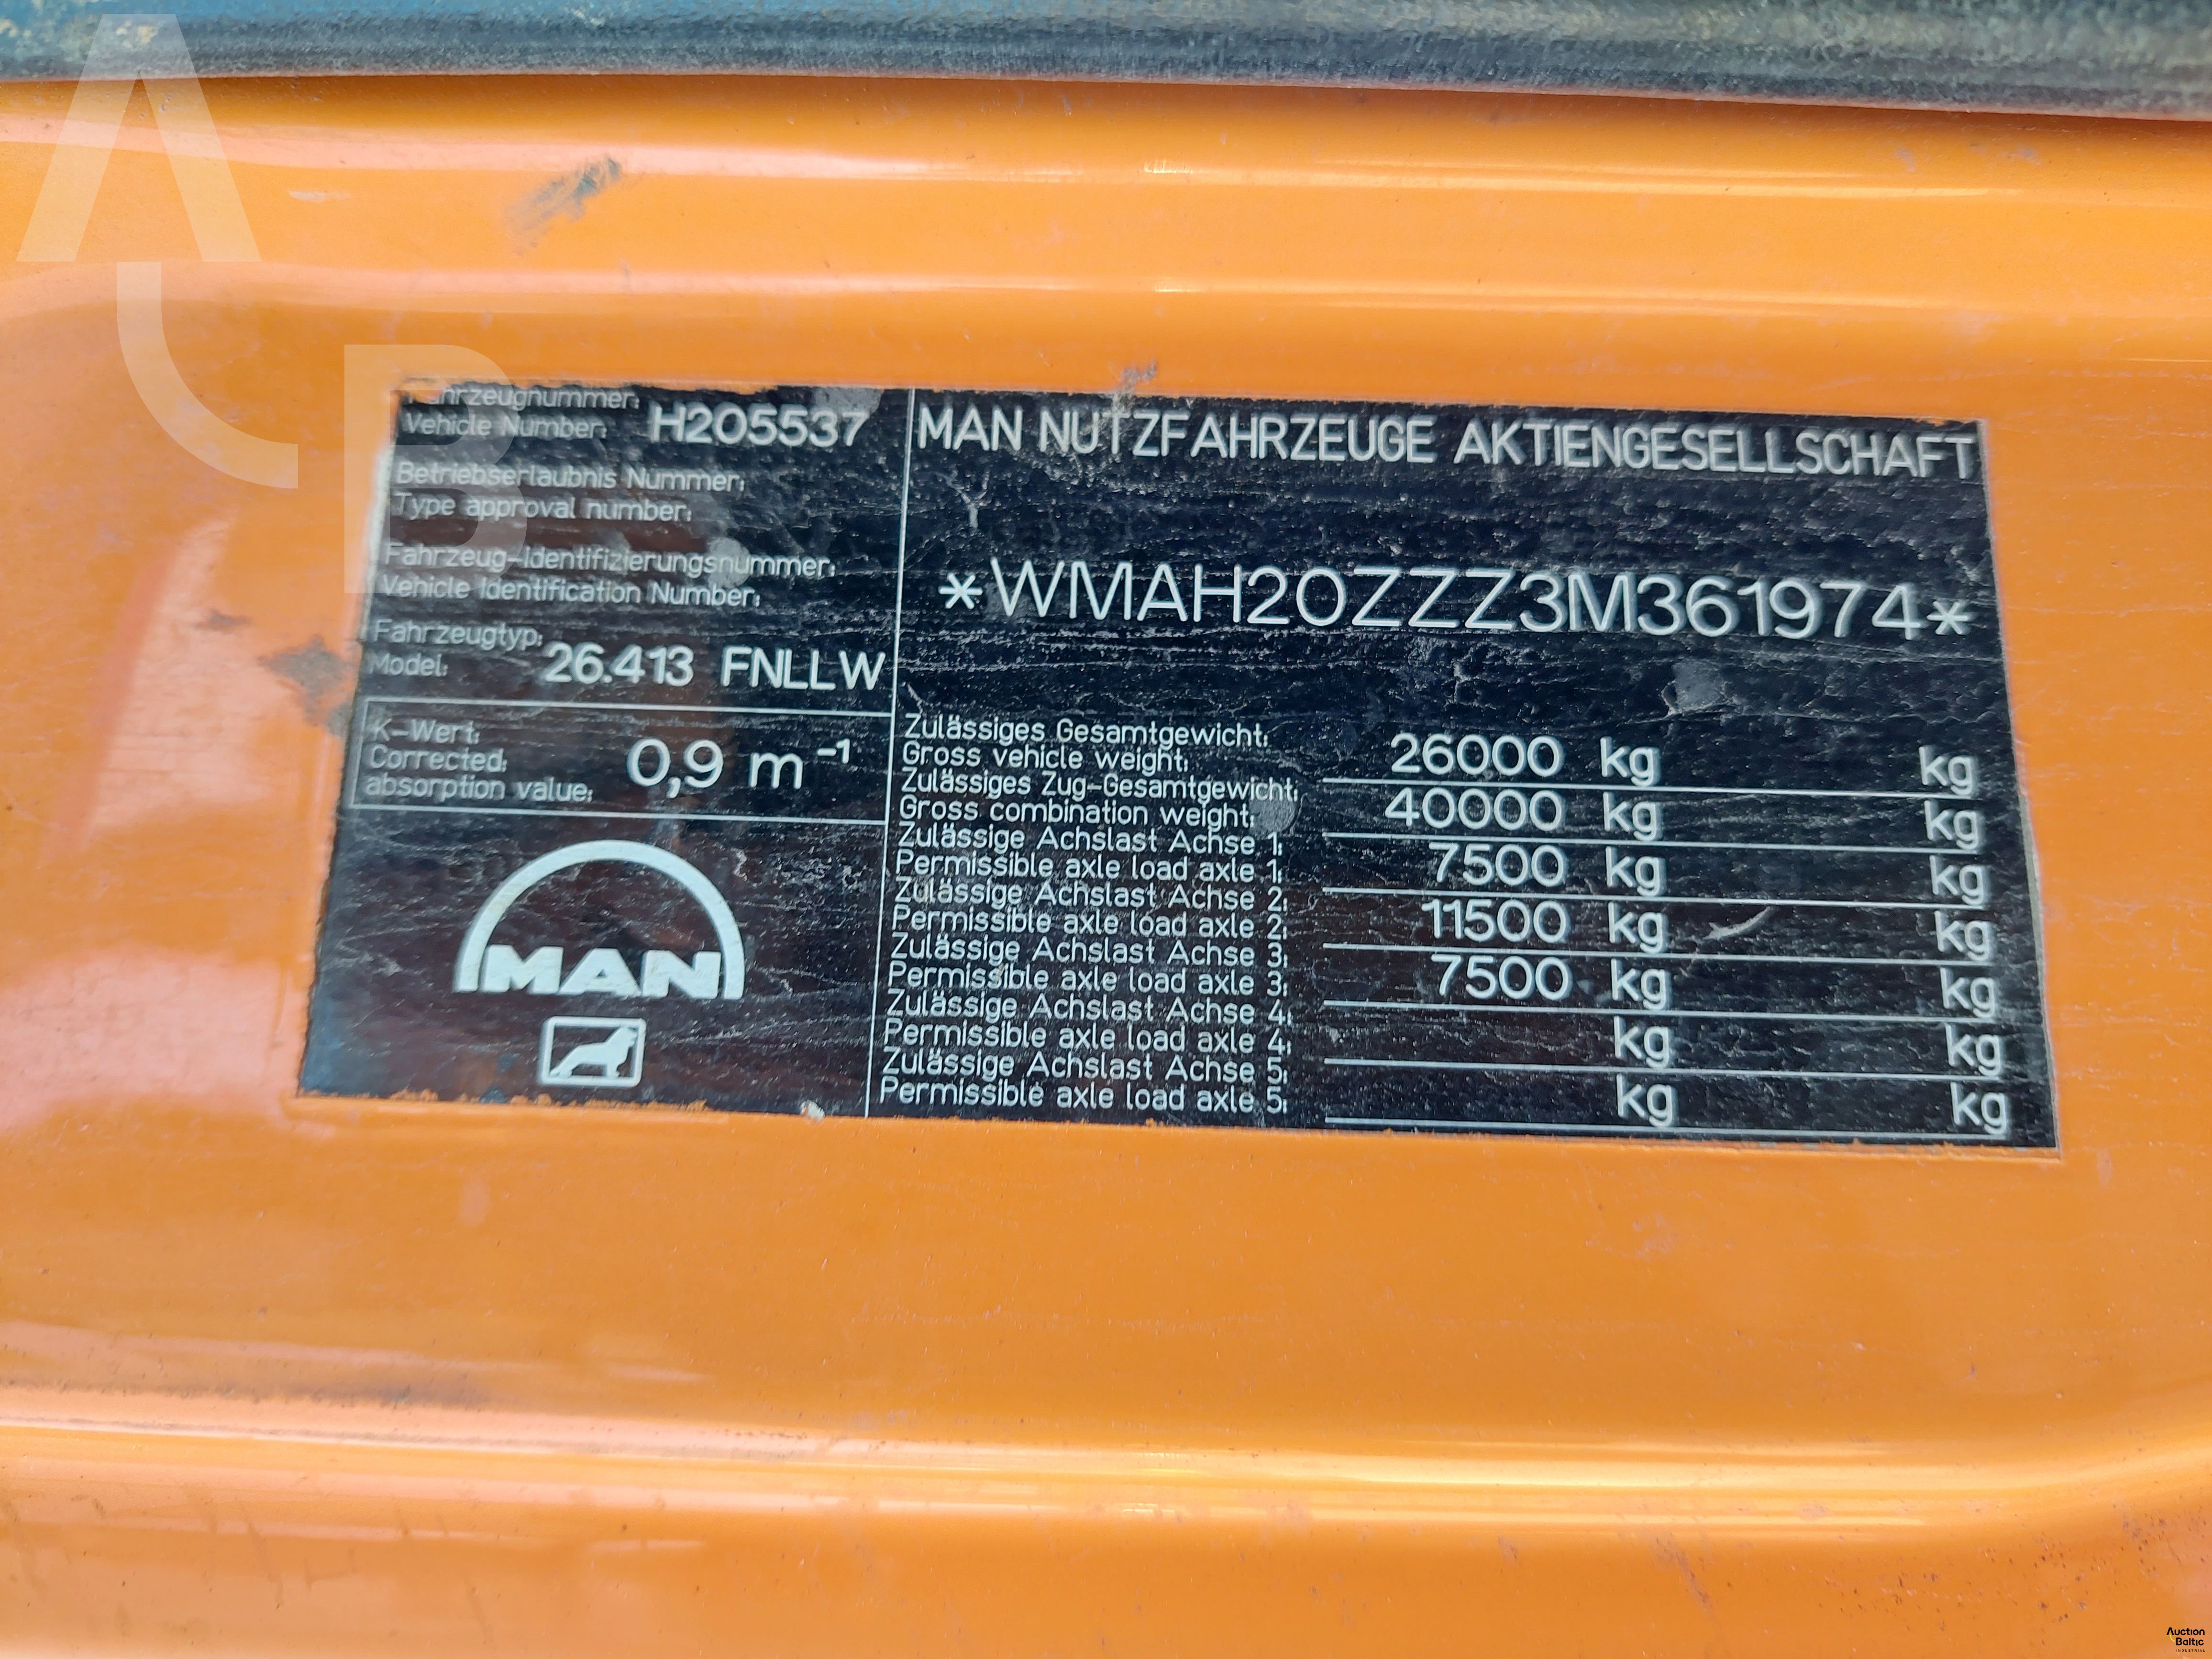 Fahrzeugnummer:
Vehicle Number: H205537
Betriebserlaubnis Nummer:
Type approval number:
Fahrzeug-Identifizierungsnummer:
Vehicle Identification Number:
Fahrzeugtyp:
Model: 26.413 FNLLW
K-Wert:
Corrected:
absorption value: 0,9 m⁻¹
MAN
MAN NUTZFAHRZEUGE AKTIENGESELLSCHAFT
*WMAH20ZZZ3M361974*
Zulässiges Gesamtgewicht:
Gross vehicle weight: 26000 kg kg
Zulässiges Zug-Gesamtgewicht:
Gross combination weight: 40000 kg kg
Zulässige Achslast Achse 1:
Permissible axle load axle 1: 7500 kg kg
Zulässige Achslast Achse 2:
Permissible axle load axle 2: 11500 kg kg
Zulässige Achslast Achse 3:
Permissible axle load axle 3: 7500 kg kg
Zulässige Achslast Achse 4:
Permissible axle load axle 4: kg kg
Zulässige Achslast Achse 5:
Permissible axle load axle 5: kg kg
AB
Auction
Baltic
INDUSTRIAL